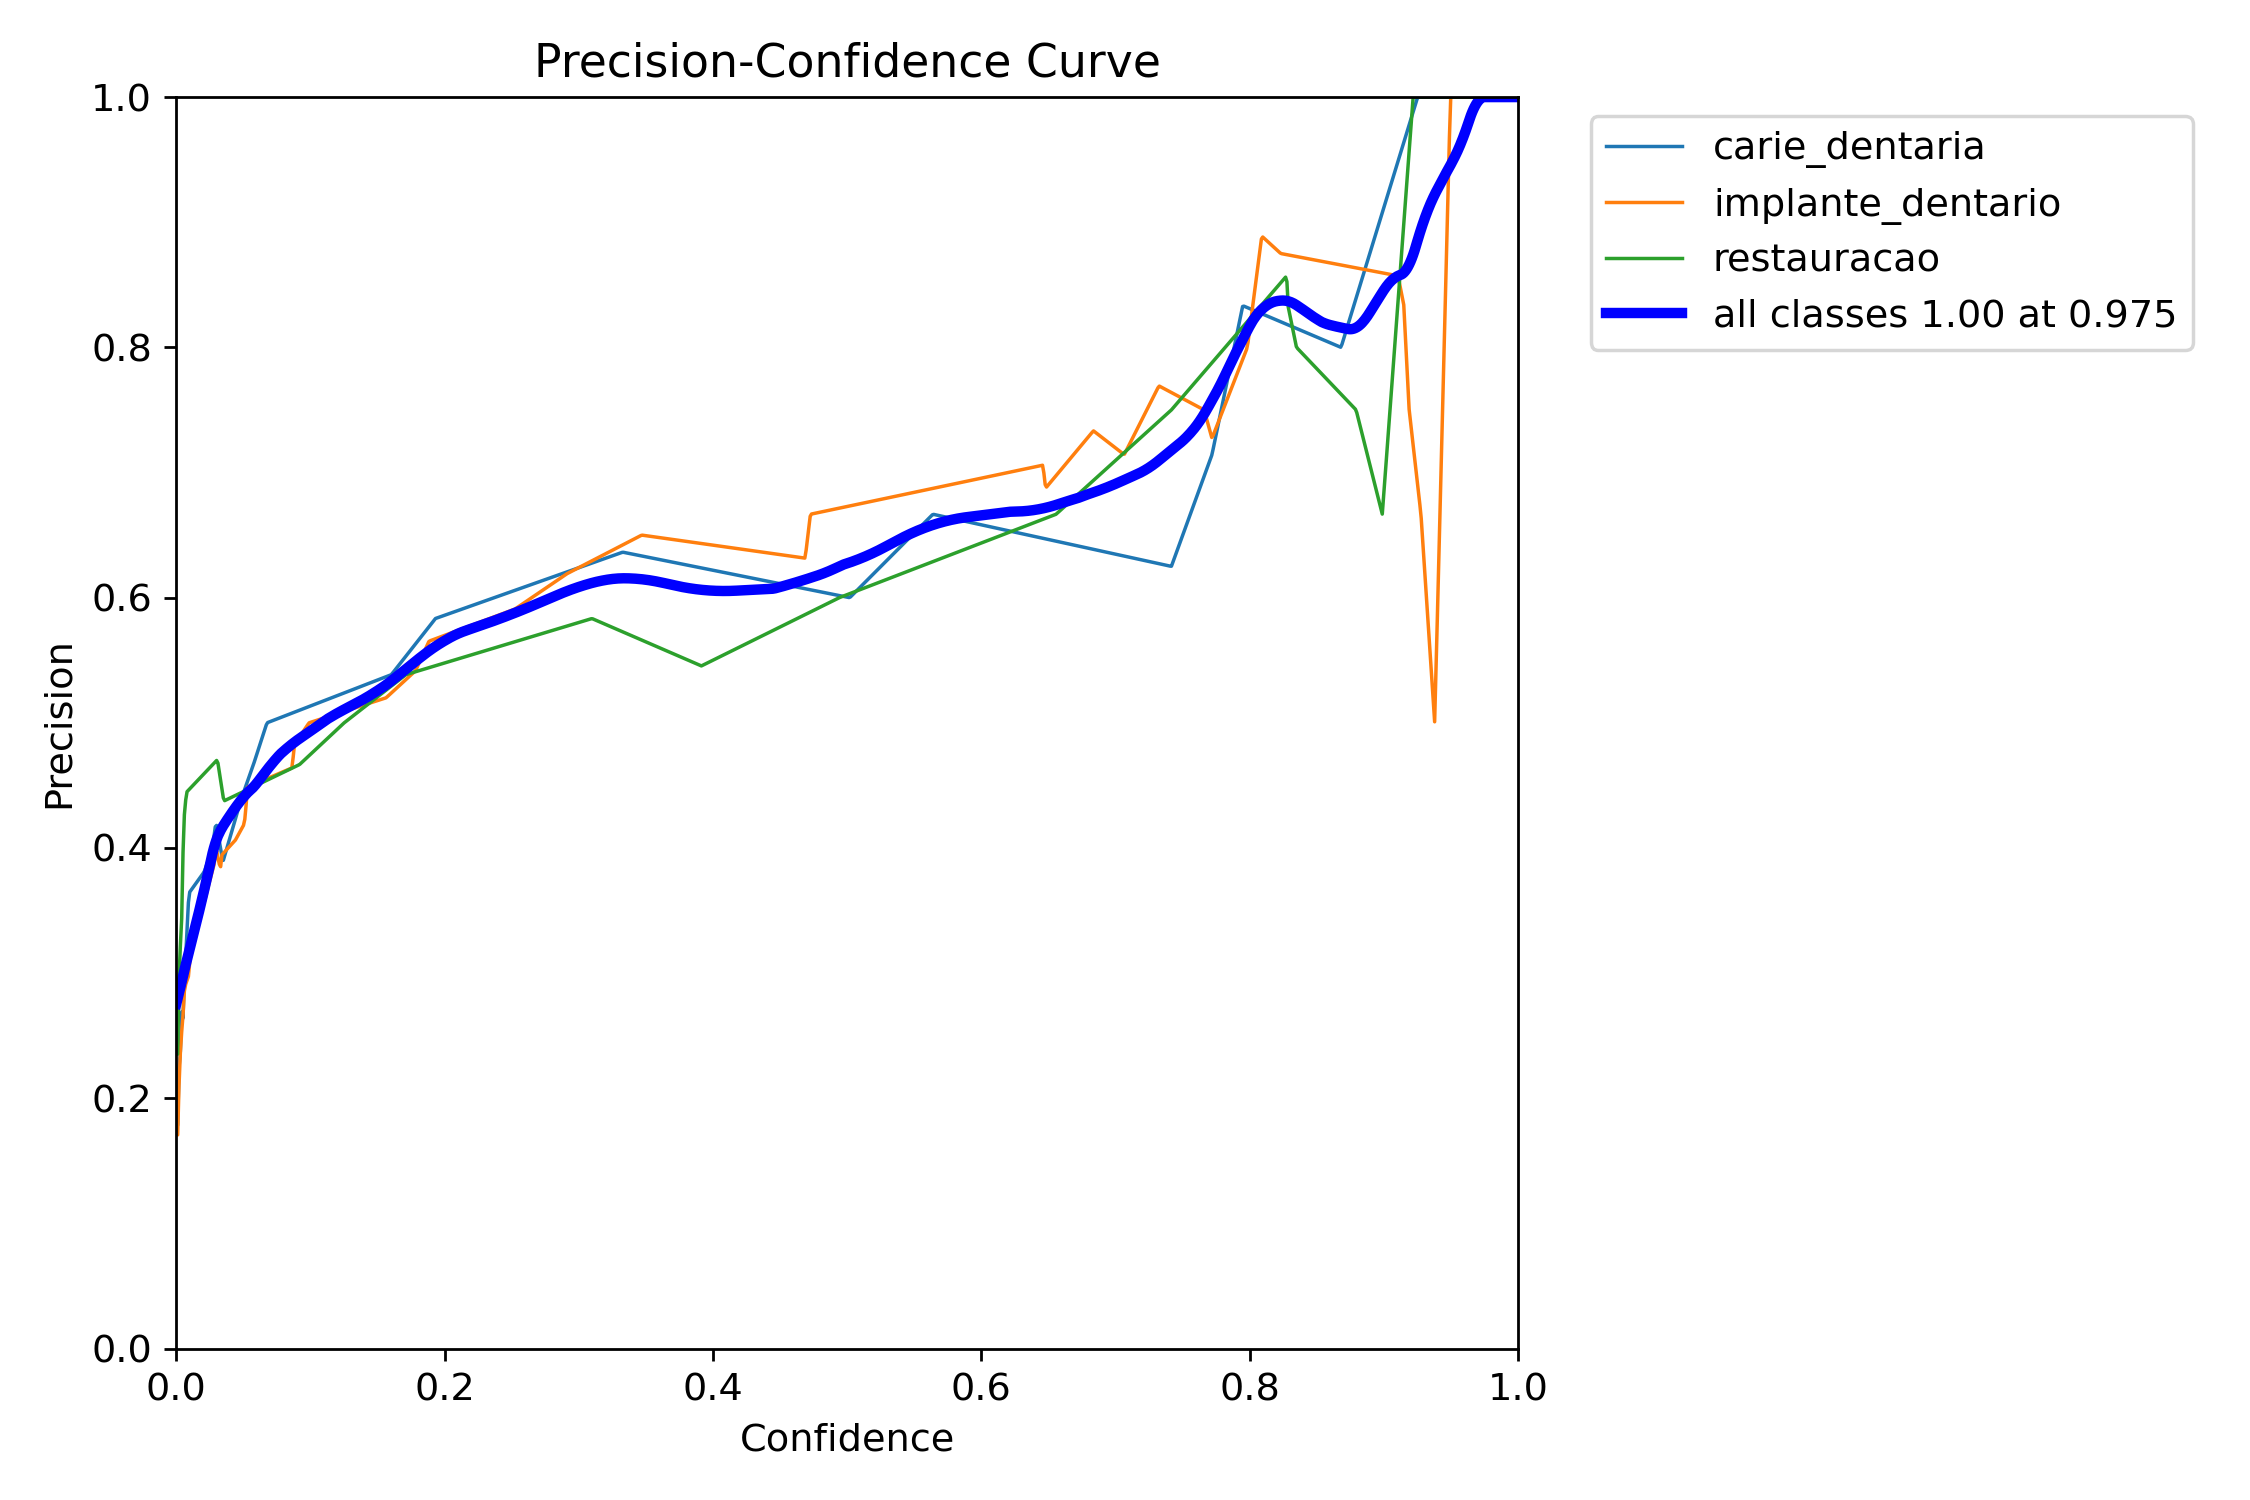 Precision-Confidence Curve
1.0
0.8
0.6
0.4
0.2
0.0
Precision
0.0 0.2 0.4 0.6 0.8 1.0
Confidence
carie_dentaria
implante_dentario
restauracao
all classes 1.00 at 0.975